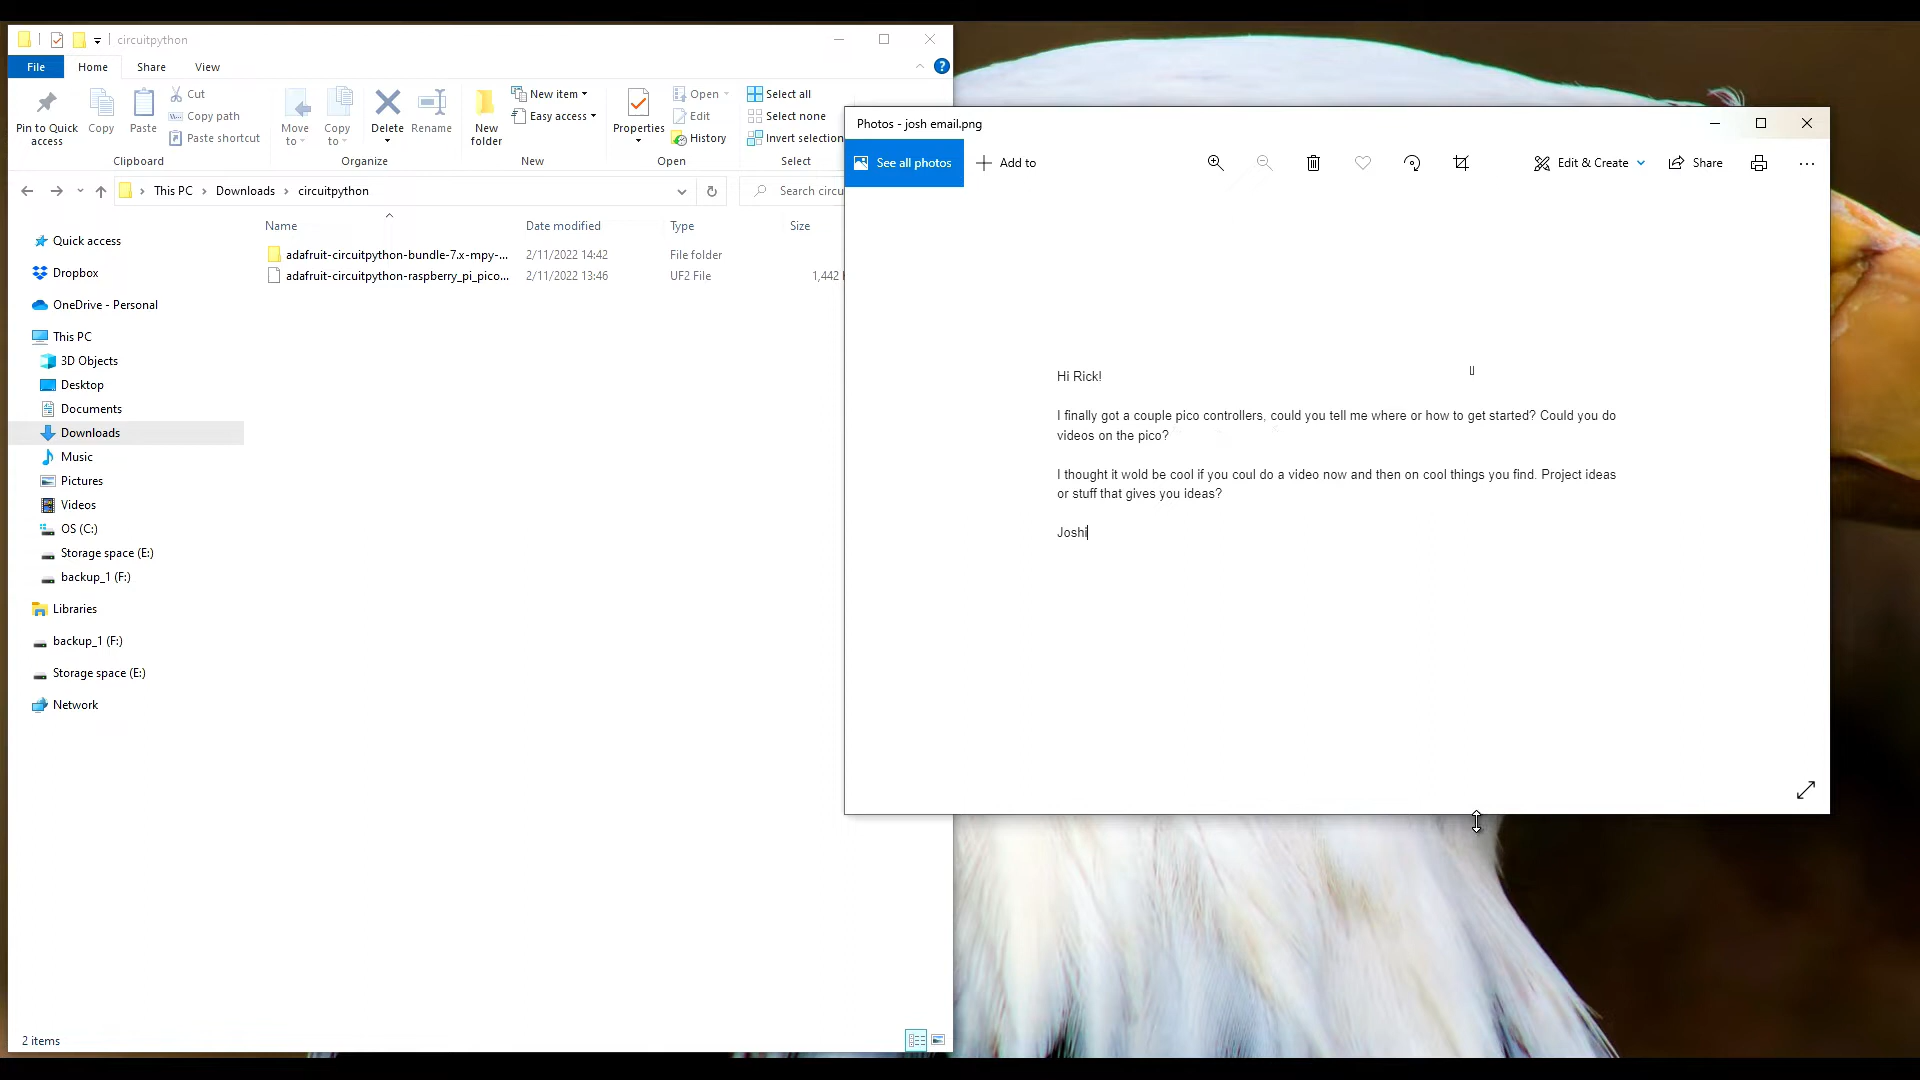 circuitpython
File Home Share View
Pin to Quick access
Copy
Paste
Cut
Copy path
Paste shortcut
Clipboard
Move to
Copy to
Delete
Rename
Organize
New folder
New item
Easy access
New
Properties
Open
Edit
History
Open
Select all
Select none
Invert selection
Select
This PC > Downloads > circuitpython
Search circu
Name Date modified Type Size
adafruit-circuitpython-bundle-7.x-mpy-... 2/11/2022 14:42 File folder
adafruit-circuitpython-raspberry_pi_pico... 2/11/2022 13:46 UF2 File 1,442
Quick access
Dropbox
OneDrive - Personal
This PC
3D Objects
Desktop
Documents
Downloads
Music
Pictures
Videos
OS (C:)
Storage space (E:)
backup_1 (F:)
Libraries
backup_1 (F:)
Storage space (E:)
Network
2 items
Photos - josh email.png
See all photos
Add to
Edit & Create
Share
Hi Rick!
I finally got a couple pico controllers, could you tell me where or how to get started? Could you do
videos on the pico?
I thought it wold be cool if you coul do a video now and then on cool things you find. Project ideas
or stuff that gives you ideas?
Joshi